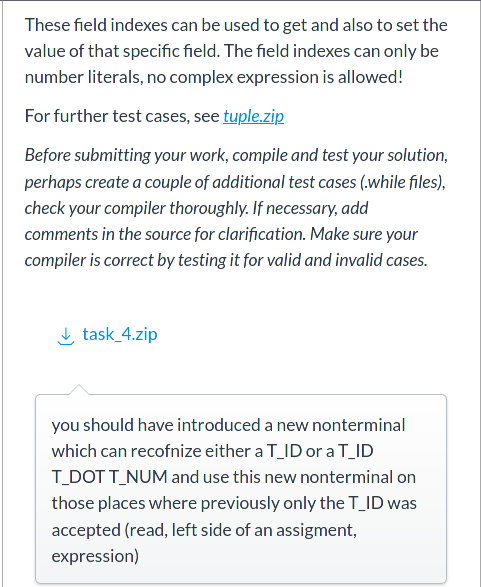 These field indexes can be used to get and also to set the
value of that specific field. The field indexes can only be
number literals, no complex expression is allowed!
For further test cases, see tuple.zip
Before submitting your work, compile and test your solution,
perhaps create a couple of additional test cases (.while files),
check your compiler thoroughly. If necessary, add
comments in the source for clarification. Make sure your
compiler is correct by testing it for valid and invalid cases.
task_4.zip
you should have introduced a new nonterminal
which can recofnize either a T_ID or a T_ID
T_DOT T_NUM and use this new nonterminal on
those places where previously only the T_ID was
accepted (read, left side of an assigment,
expression)